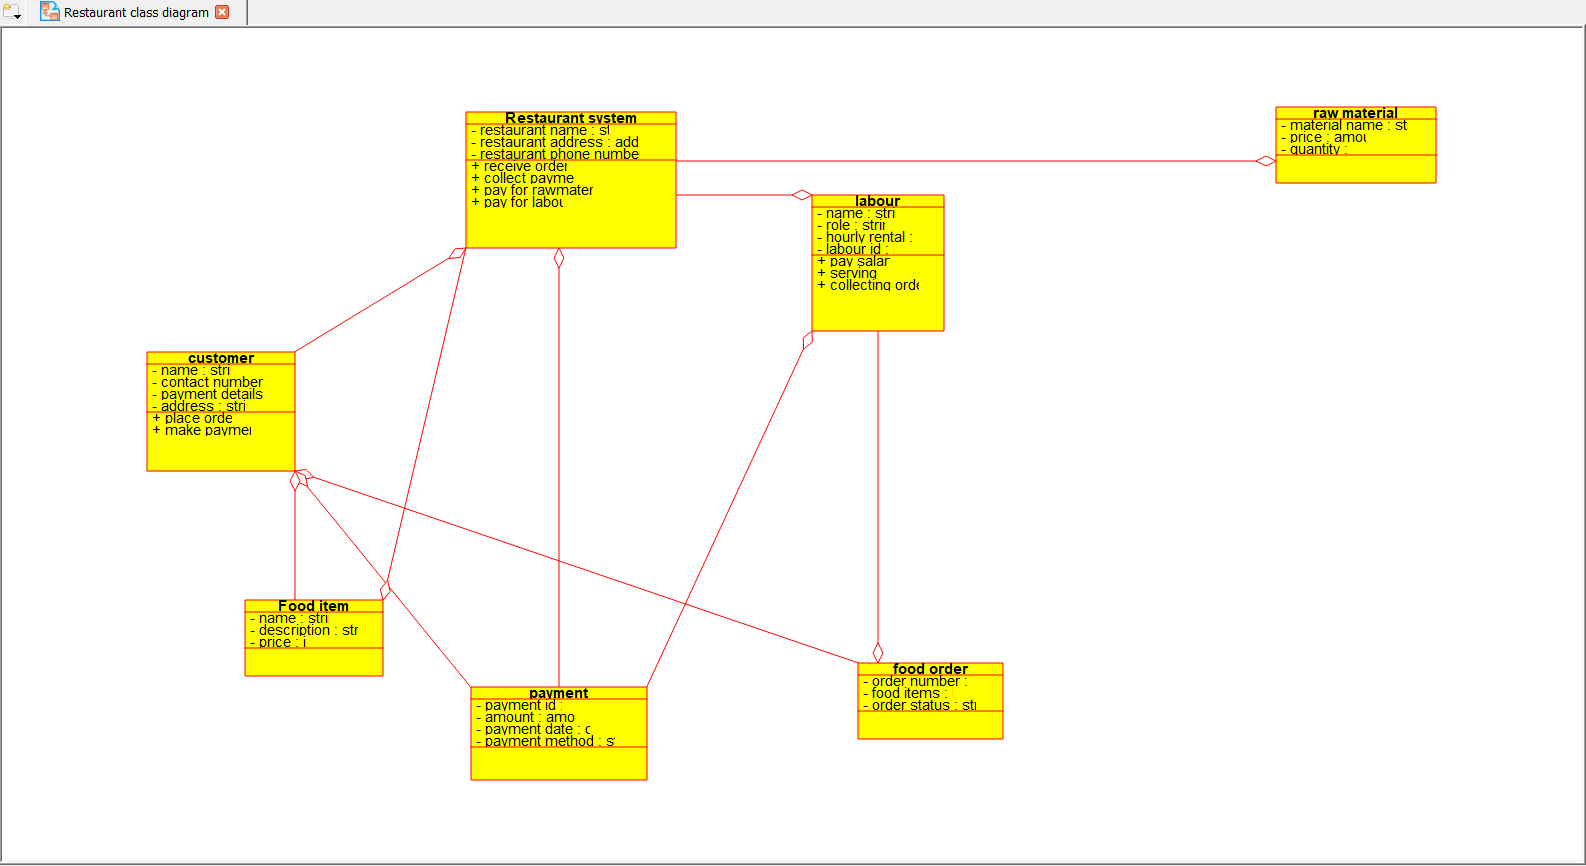 Restaurant class diagram
Restaurant system
- restaurant name : st
- restaurant address : add
- restaurant phone numbe
+ receive order
+ collect payme
+ pay for rawmater
+ pay for labou
raw material
- material name : st
- price : amou
- quantity :
labour
- name : stri
- role : strin
- hourly rental :
- labour id :
+ pay salar
+ serving
+ collecting orde
customer
- name : stri
- contact number
- payment details
- address : stri
+ place orde
+ make paymen
Food item
- name : stri
- description : str
- price : i
payment
- payment id :
- amount : amo
- payment date : d
- payment method : s
food order
- order number :
- food items :
- order status : stri